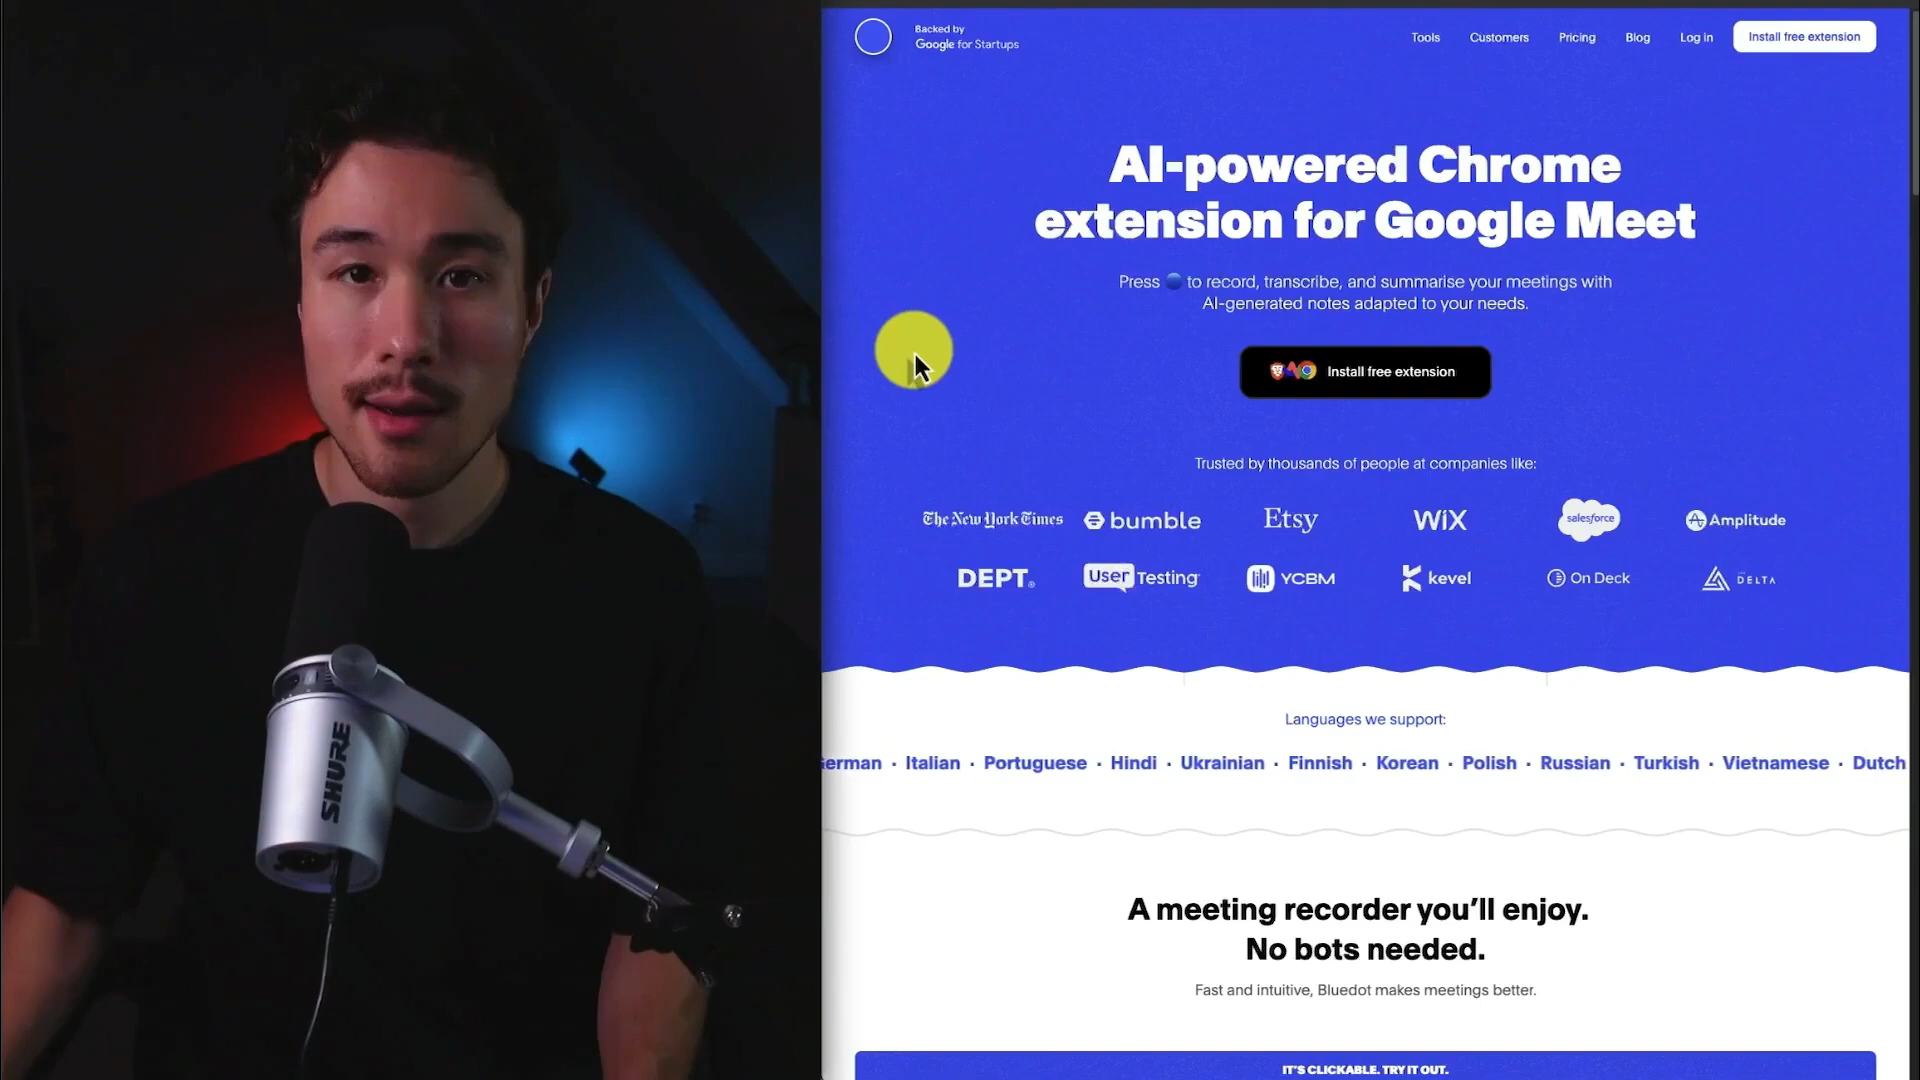 Backed by
Google for Startups
Tools
Customers
Pricing
Blog
Log in
Install free extension
AI-powered Chrome
extension for Google Meet
Press to record, transcribe, and summarise your meetings with
AI-generated notes adapted to your needs.
Install free extension
Trusted by thousands of people at companies like:
The New York Times
bumble
Etsy
WiX
salesforce
Amplitude
DEPT®
UserTesting
YCBM
kevel
On Deck
DELTA
Languages we support:
erman · Italian · Portuguese · Hindi · Ukrainian · Finnish · Korean · Polish · Russian · Turkish · Vietnamese · Dutch
A meeting recorder you'll enjoy.
No bots needed.
Fast and intuitive, Bluedot makes meetings better.
IT'S CLICKABLE. TRY IT OUT.
SHURE